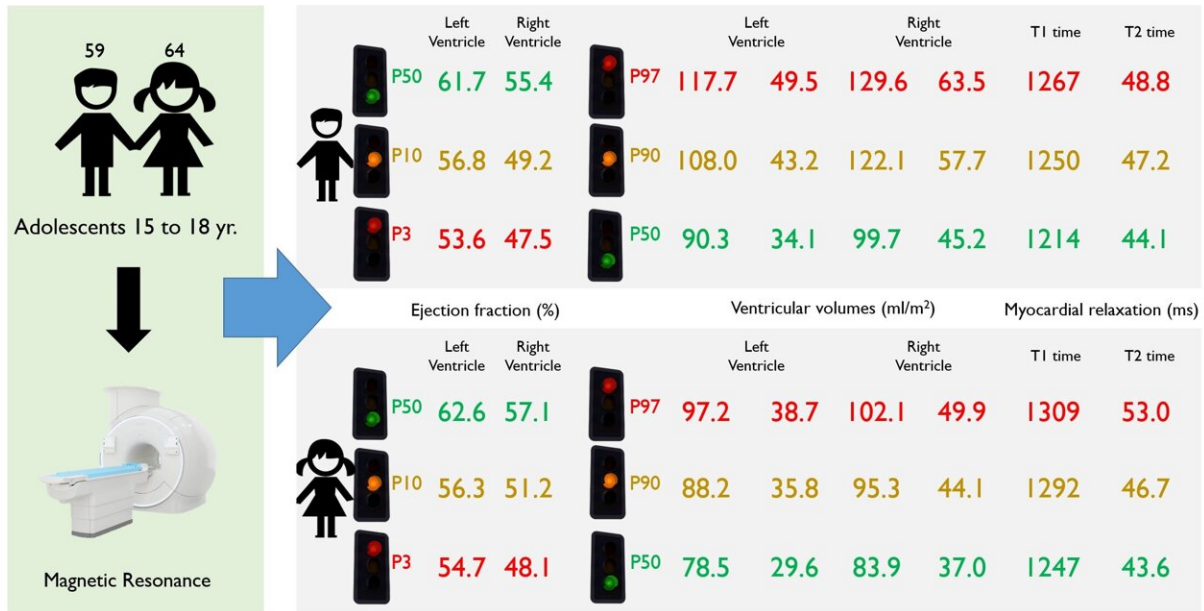 59 64
Adolescents 15 to 18 yr.
Magnetic Resonance
Left Ventricle Right Ventricle Left Ventricle Right Ventricle T1 time T2 time
P50 61.7 55.4 P97 117.7 49.5 129.6 63.5 1267 48.8
P10 56.8 49.2 P90 108.0 43.2 122.1 57.7 1250 47.2
P3 53.6 47.5 P50 90.3 34.1 99.7 45.2 1214 44.1
Ejection fraction (%) Ventricular volumes (ml/m²) Myocardial relaxation (ms)
Left Ventricle Right Ventricle Left Ventricle Right Ventricle T1 time T2 time
P50 62.6 57.1 P97 97.2 38.7 102.1 49.9 1309 53.0
P10 56.3 51.2 P90 88.2 35.8 95.3 44.1 1292 46.7
P3 54.7 48.1 P50 78.5 29.6 83.9 37.0 1247 43.6